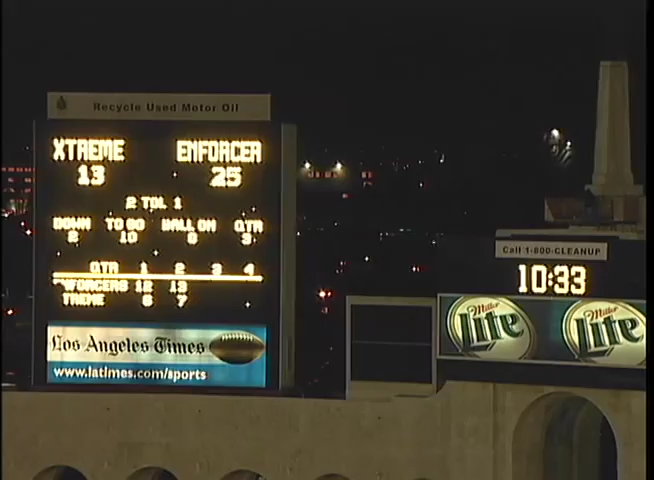 Recycle Used Motor Oil
XTREME ENFORCER
13 25
2 TOL 1
DOWN TO GO BALL ON QTR
2 10 9 3
QTR 1 2 3 4
ENFORCERS 12 13
TREME 6 7
Los Angeles Times
www.latimes.com/sports
Call 1-800-CLEANUP
10:33
Miller Lite
Miller Lite